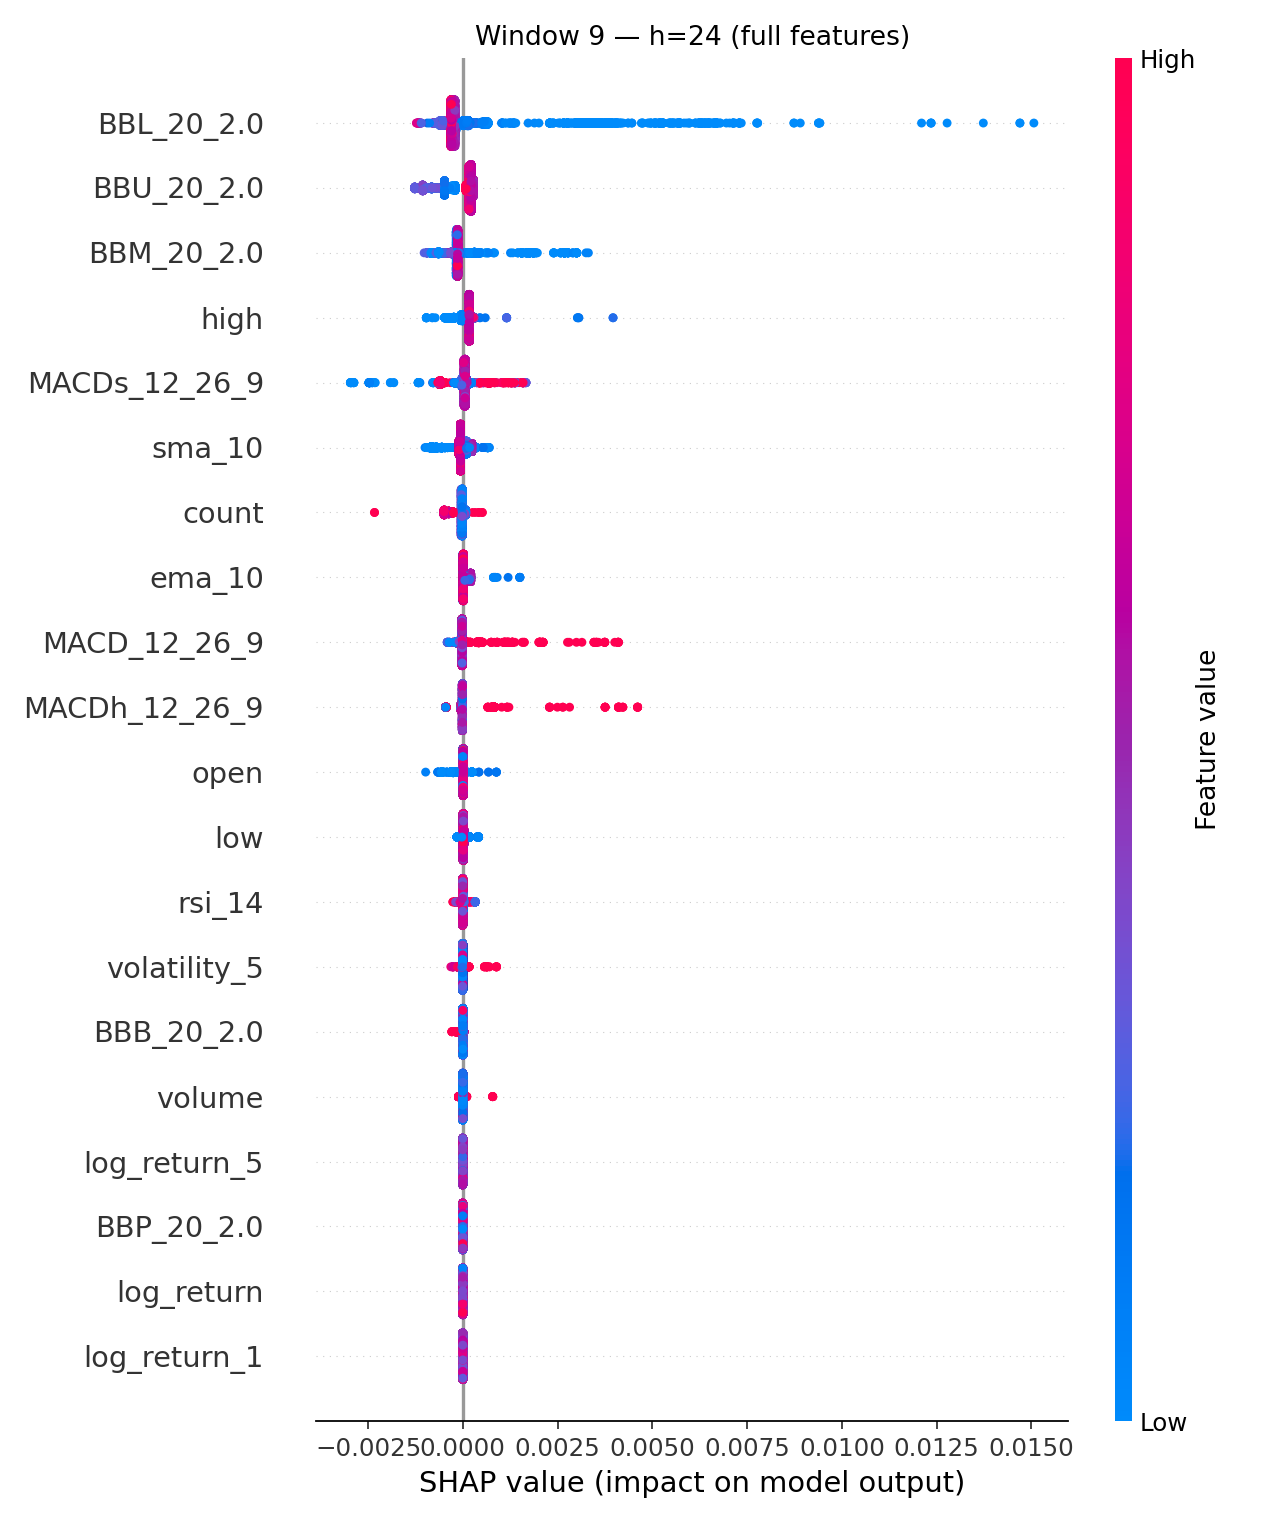 Window 9 — h=24 (full features)
High
BBL_20_2.0
BBU_20_2.0
BBM_20_2.0
high
MACDs_12_26_9
sma_10
count
ema_10
MACD_12_26_9
MACDh_12_26_9
open
low
rsi_14
volatility_5
BBB_20_2.0
volume
log_return_5
BBP_20_2.0
log_return
log_return_1
Feature value
Low
−0.0025 0.0000 0.0025 0.0050 0.0075 0.0100 0.0125 0.0150
SHAP value (impact on model output)